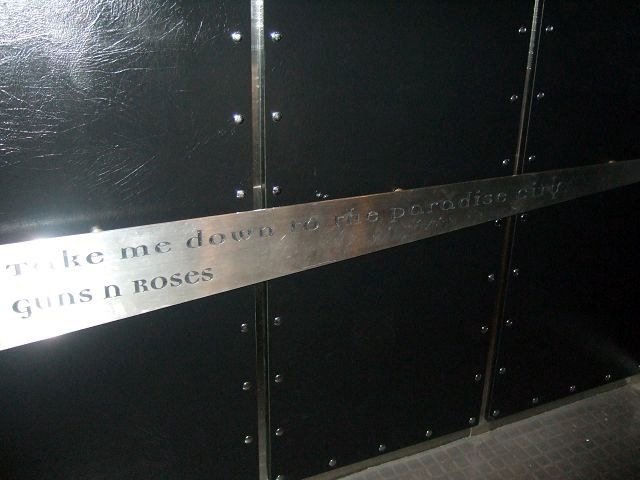 Take me down to the paradise city
Guns n Roses